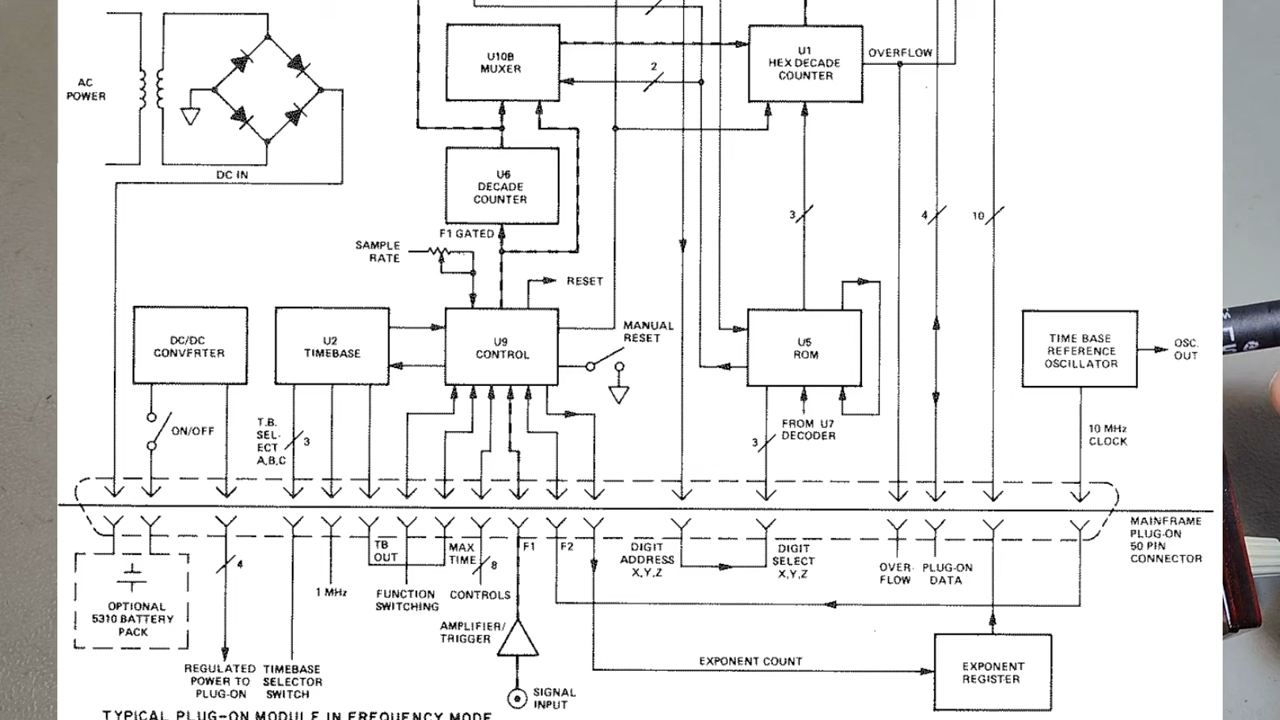 U10B
MUXER
U1
HEX DECADE
COUNTER
OVERFLOW
2
AC
POWER
DC IN
U6
DECADE
COUNTER
F1 GATED
SAMPLE
RATE
RESET
3
4
10
MANUAL
RESET
DC/DC
CONVERTER
U2
TIMEBASE
U9
CONTROL
U5
ROM
TIME BASE
REFERENCE
OSCILLATOR
OSC.
OUT
ON/OFF
T.B.
SEL-
ECT
A,B,C
3
FROM U7
DECODER
3
10 MHz
CLOCK
MAINFRAME
PLUG-ON
50 PIN
CONNECTOR
OPTIONAL
5310 BATTERY
PACK
4
1 MHz
TB
OUT
FUNCTION
SWITCHING
MAX
TIME
8
CONTROLS
F1
F2
DIGIT
ADDRESS
X,Y,Z
DIGIT
SELECT
X,Y,Z
OVER-
FLOW
PLUG-ON
DATA
AMPLIFIER/
TRIGGER
REGULATED
POWER TO
PLUG-ON
TIMEBASE
SELECTOR
SWITCH
SIGNAL
INPUT
EXPONENT COUNT
EXPONENT
REGISTER
TYPICAL PLUG-ON MODULE IN FREQUENCY MODE